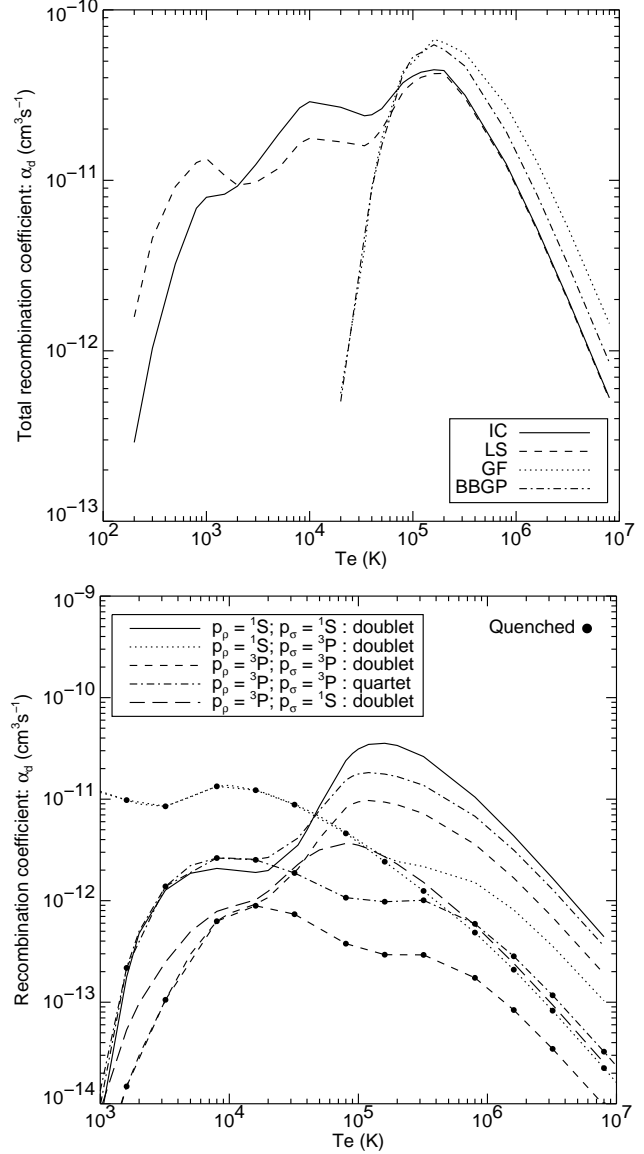 10⁻¹⁰
10⁻¹¹
10⁻¹²
10⁻¹³
Total recombination coefficient: α_d (cm³s⁻¹)
IC
LS
GF
BBGP
10² 10³ 10⁴ 10⁵ 10⁶ 10⁷
Te (K)
10⁻⁹
10⁻¹⁰
10⁻¹¹
10⁻¹²
10⁻¹³
10⁻¹⁴
Recombination coefficient: α_d (cm³s⁻¹)
p_ρ = ¹S; p_σ = ¹S : doublet
p_ρ = ¹S; p_σ = ³P : doublet
p_ρ = ³P; p_σ = ³P : doublet
p_ρ = ³P; p_σ = ³P : quartet
p_ρ = ³P; p_σ = ¹S : doublet
Quenched
10³ 10⁴ 10⁵ 10⁶ 10⁷
Te (K)